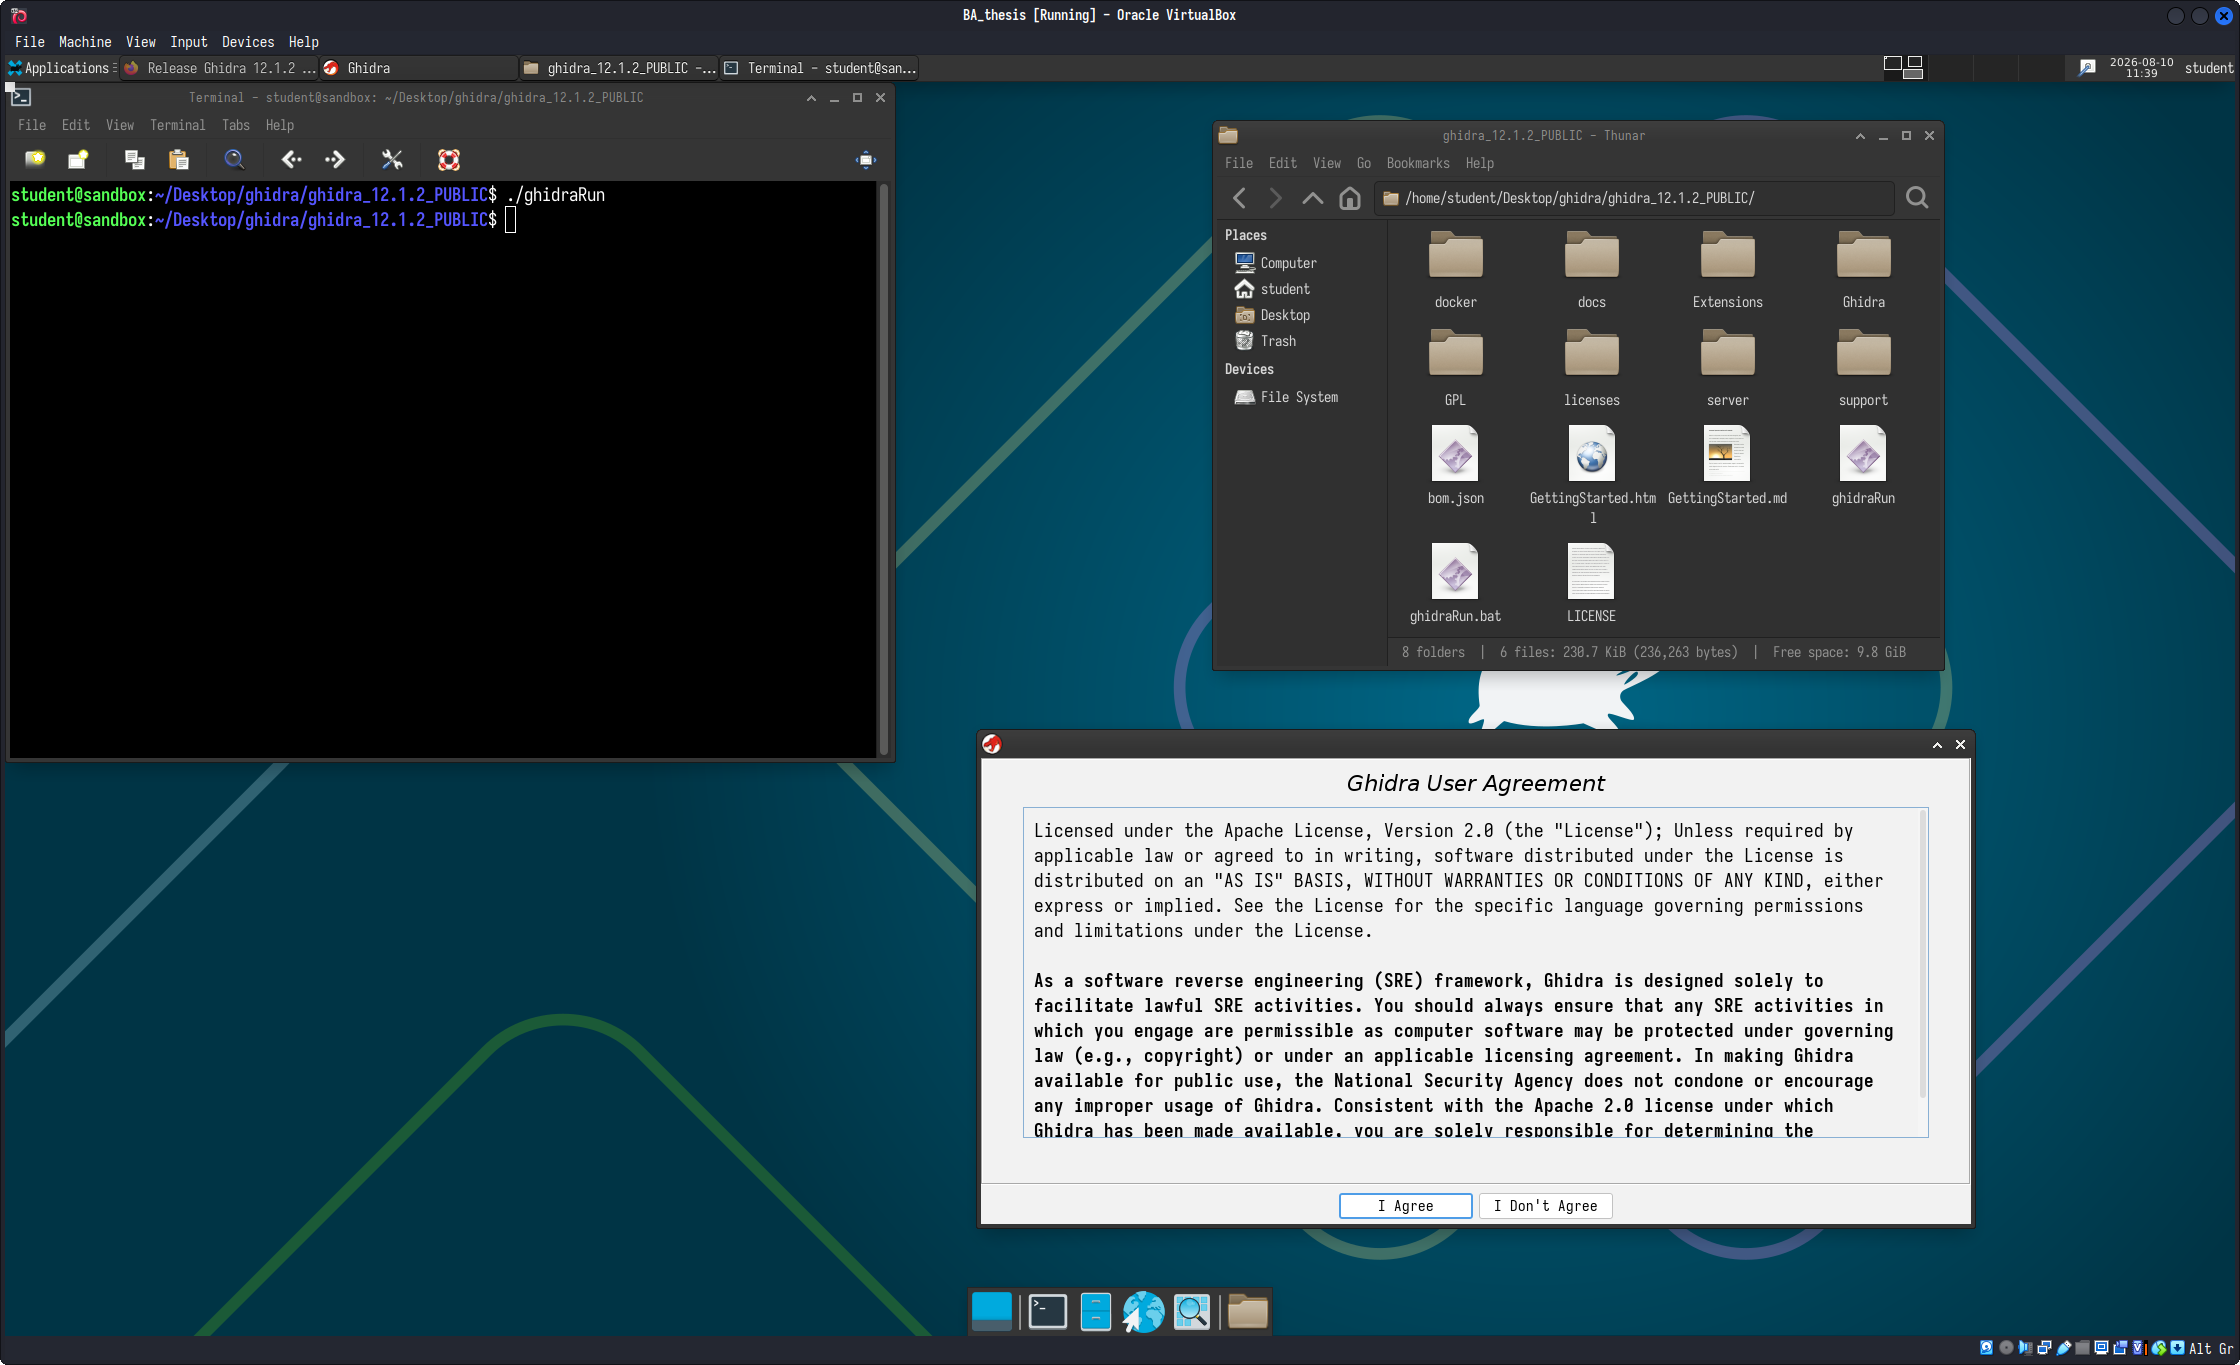 BA_thesis [Running] - Oracle VirtualBox
File Machine View Input Devices Help
Applications Release Ghidra 12.1.2 ... Ghidra ghidra_12.1.2_PUBLIC -... Terminal - student@san... 2026-08-10 11:39 student
Terminal - student@sandbox: ~/Desktop/ghidra/ghidra_12.1.2_PUBLIC
File Edit View Terminal Tabs Help
student@sandbox:~/Desktop/ghidra/ghidra_12.1.2_PUBLIC$ ./ghidraRun
student@sandbox:~/Desktop/ghidra/ghidra_12.1.2_PUBLIC$
ghidra_12.1.2_PUBLIC - Thunar
File Edit View Go Bookmarks Help
/home/student/Desktop/ghidra/ghidra_12.1.2_PUBLIC/
Places
Computer
student
Desktop
Trash
Devices
File System
docker docs Extensions Ghidra
GPL licenses server support
bom.json GettingStarted.htm GettingStarted.md ghidraRun
l
ghidraRun.bat LICENSE
8 folders | 6 files: 230.7 KiB (236,263 bytes) | Free space: 9.8 GiB
Ghidra User Agreement
Licensed under the Apache License, Version 2.0 (the "License"); Unless required by
applicable law or agreed to in writing, software distributed under the License is
distributed on an "AS IS" BASIS, WITHOUT WARRANTIES OR CONDITIONS OF ANY KIND, either
express or implied. See the License for the specific language governing permissions
and limitations under the License.
As a software reverse engineering (SRE) framework, Ghidra is designed solely to
facilitate lawful SRE activities. You should always ensure that any SRE activities in
which you engage are permissible as computer software may be protected under governing
law (e.g., copyright) or under an applicable licensing agreement. In making Ghidra
available for public use, the National Security Agency does not condone or encourage
any improper usage of Ghidra. Consistent with the Apache 2.0 license under which
Ghidra has been made available, you are solely responsible for determining the
I Agree I Don't Agree
Alt Gr